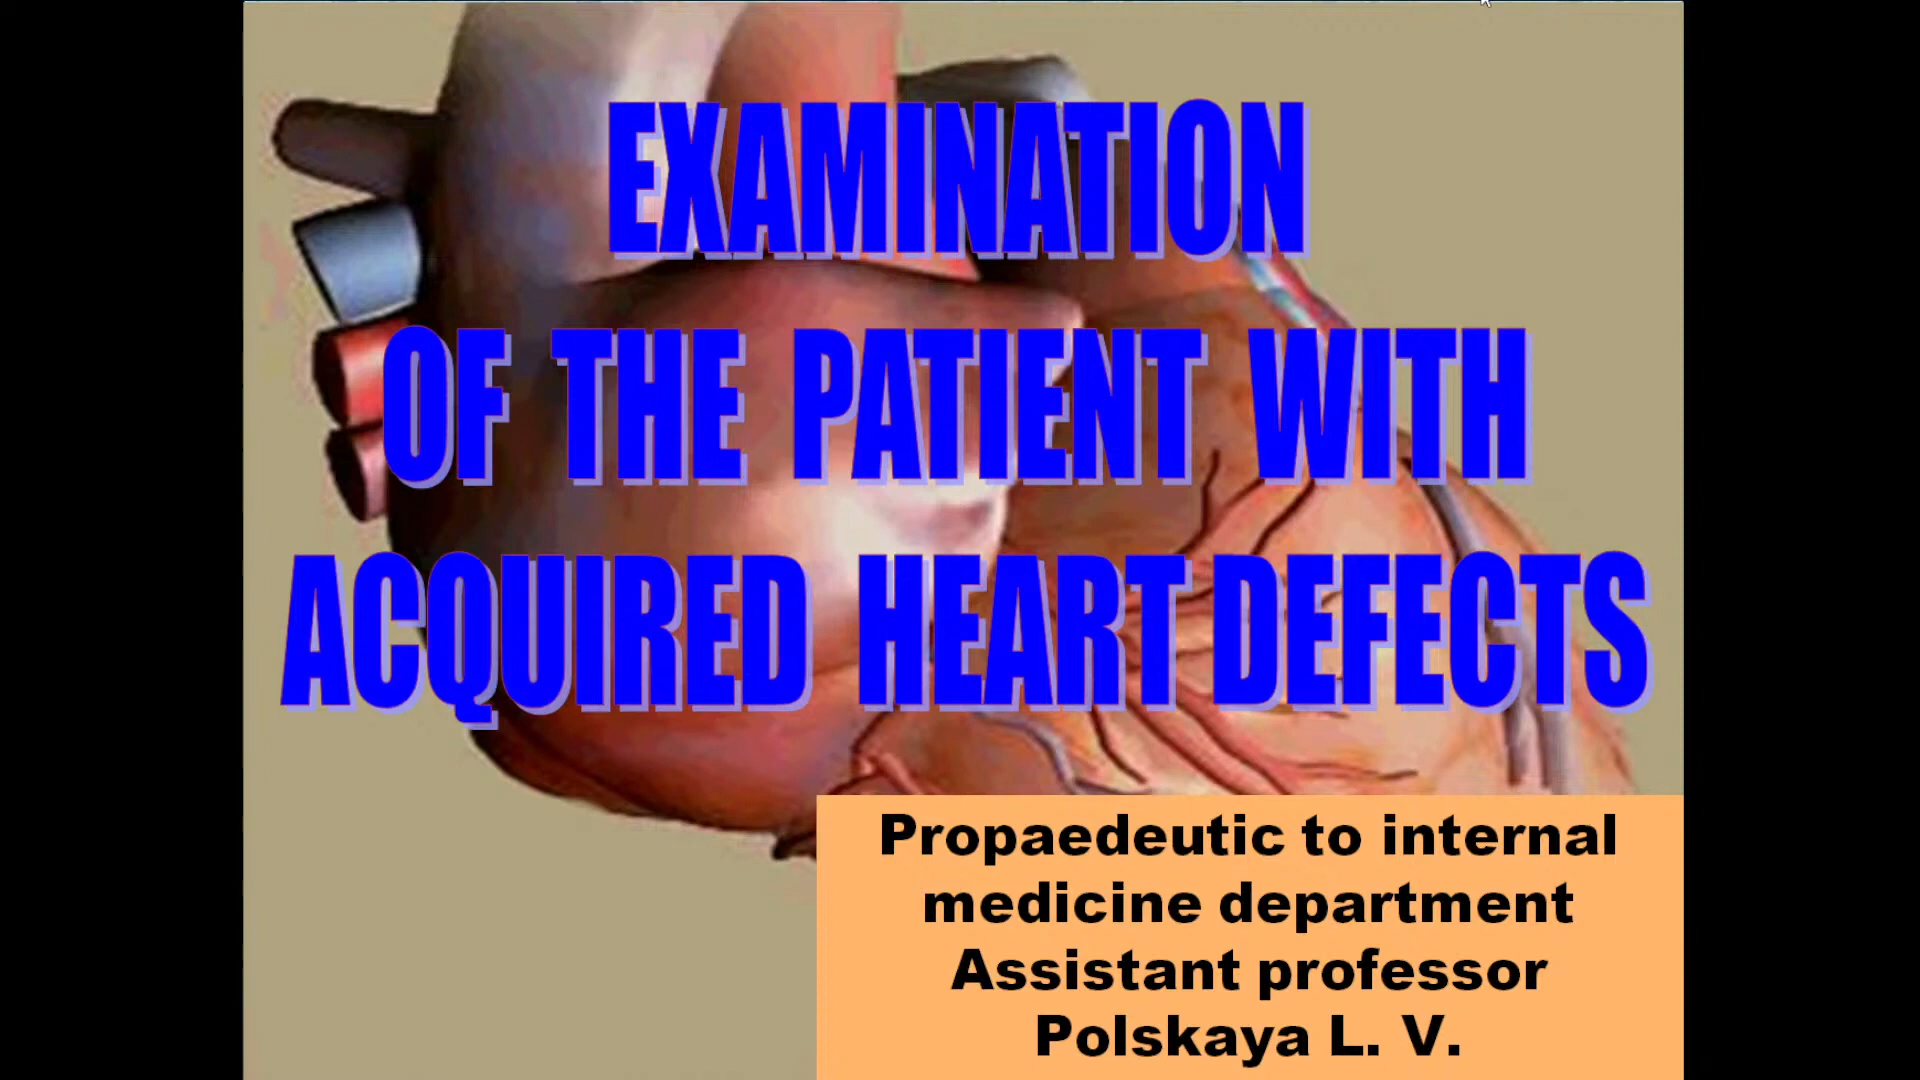 EXAMINATION
OF THE PATIENT WITH
ACQUIRED HEART DEFECTS
Propaedeutic to internal
medicine department
Assistant professor
Polskaya L. V.